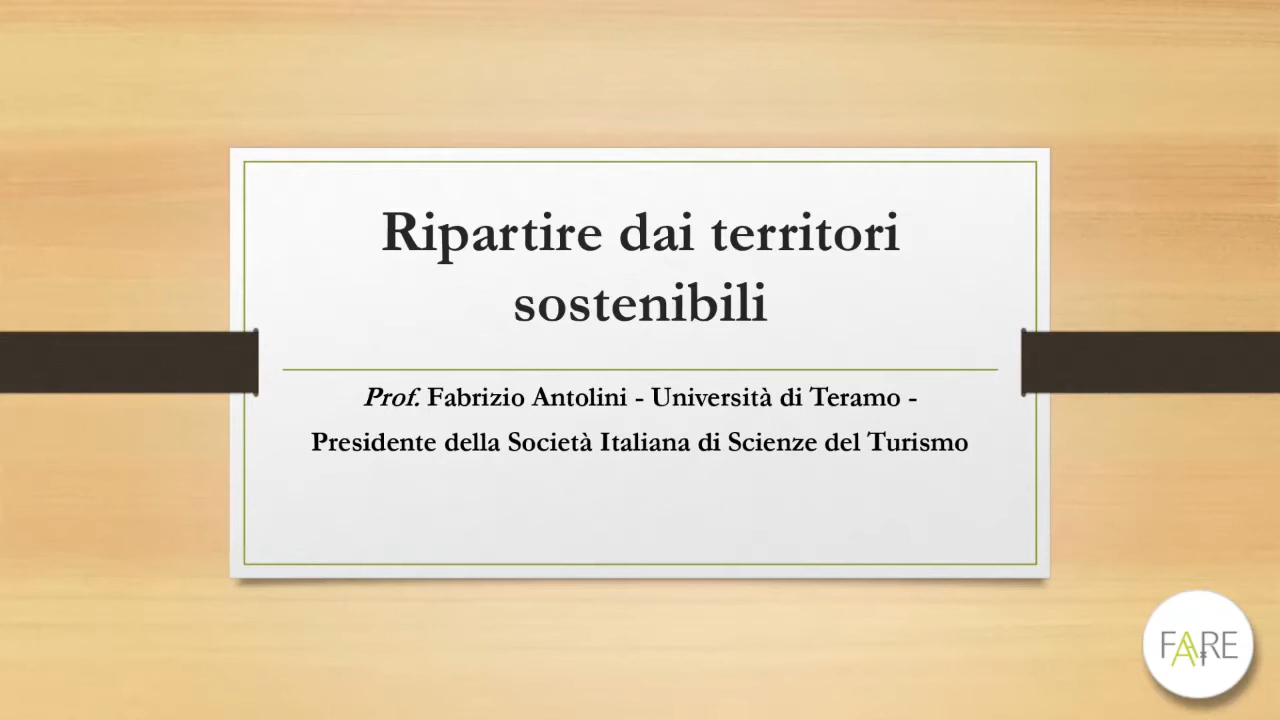 Ripartire dai territori
sostenibili
Prof. Fabrizio Antolini - Università di Teramo -
Presidente della Società Italiana di Scienze del Turismo
FARE